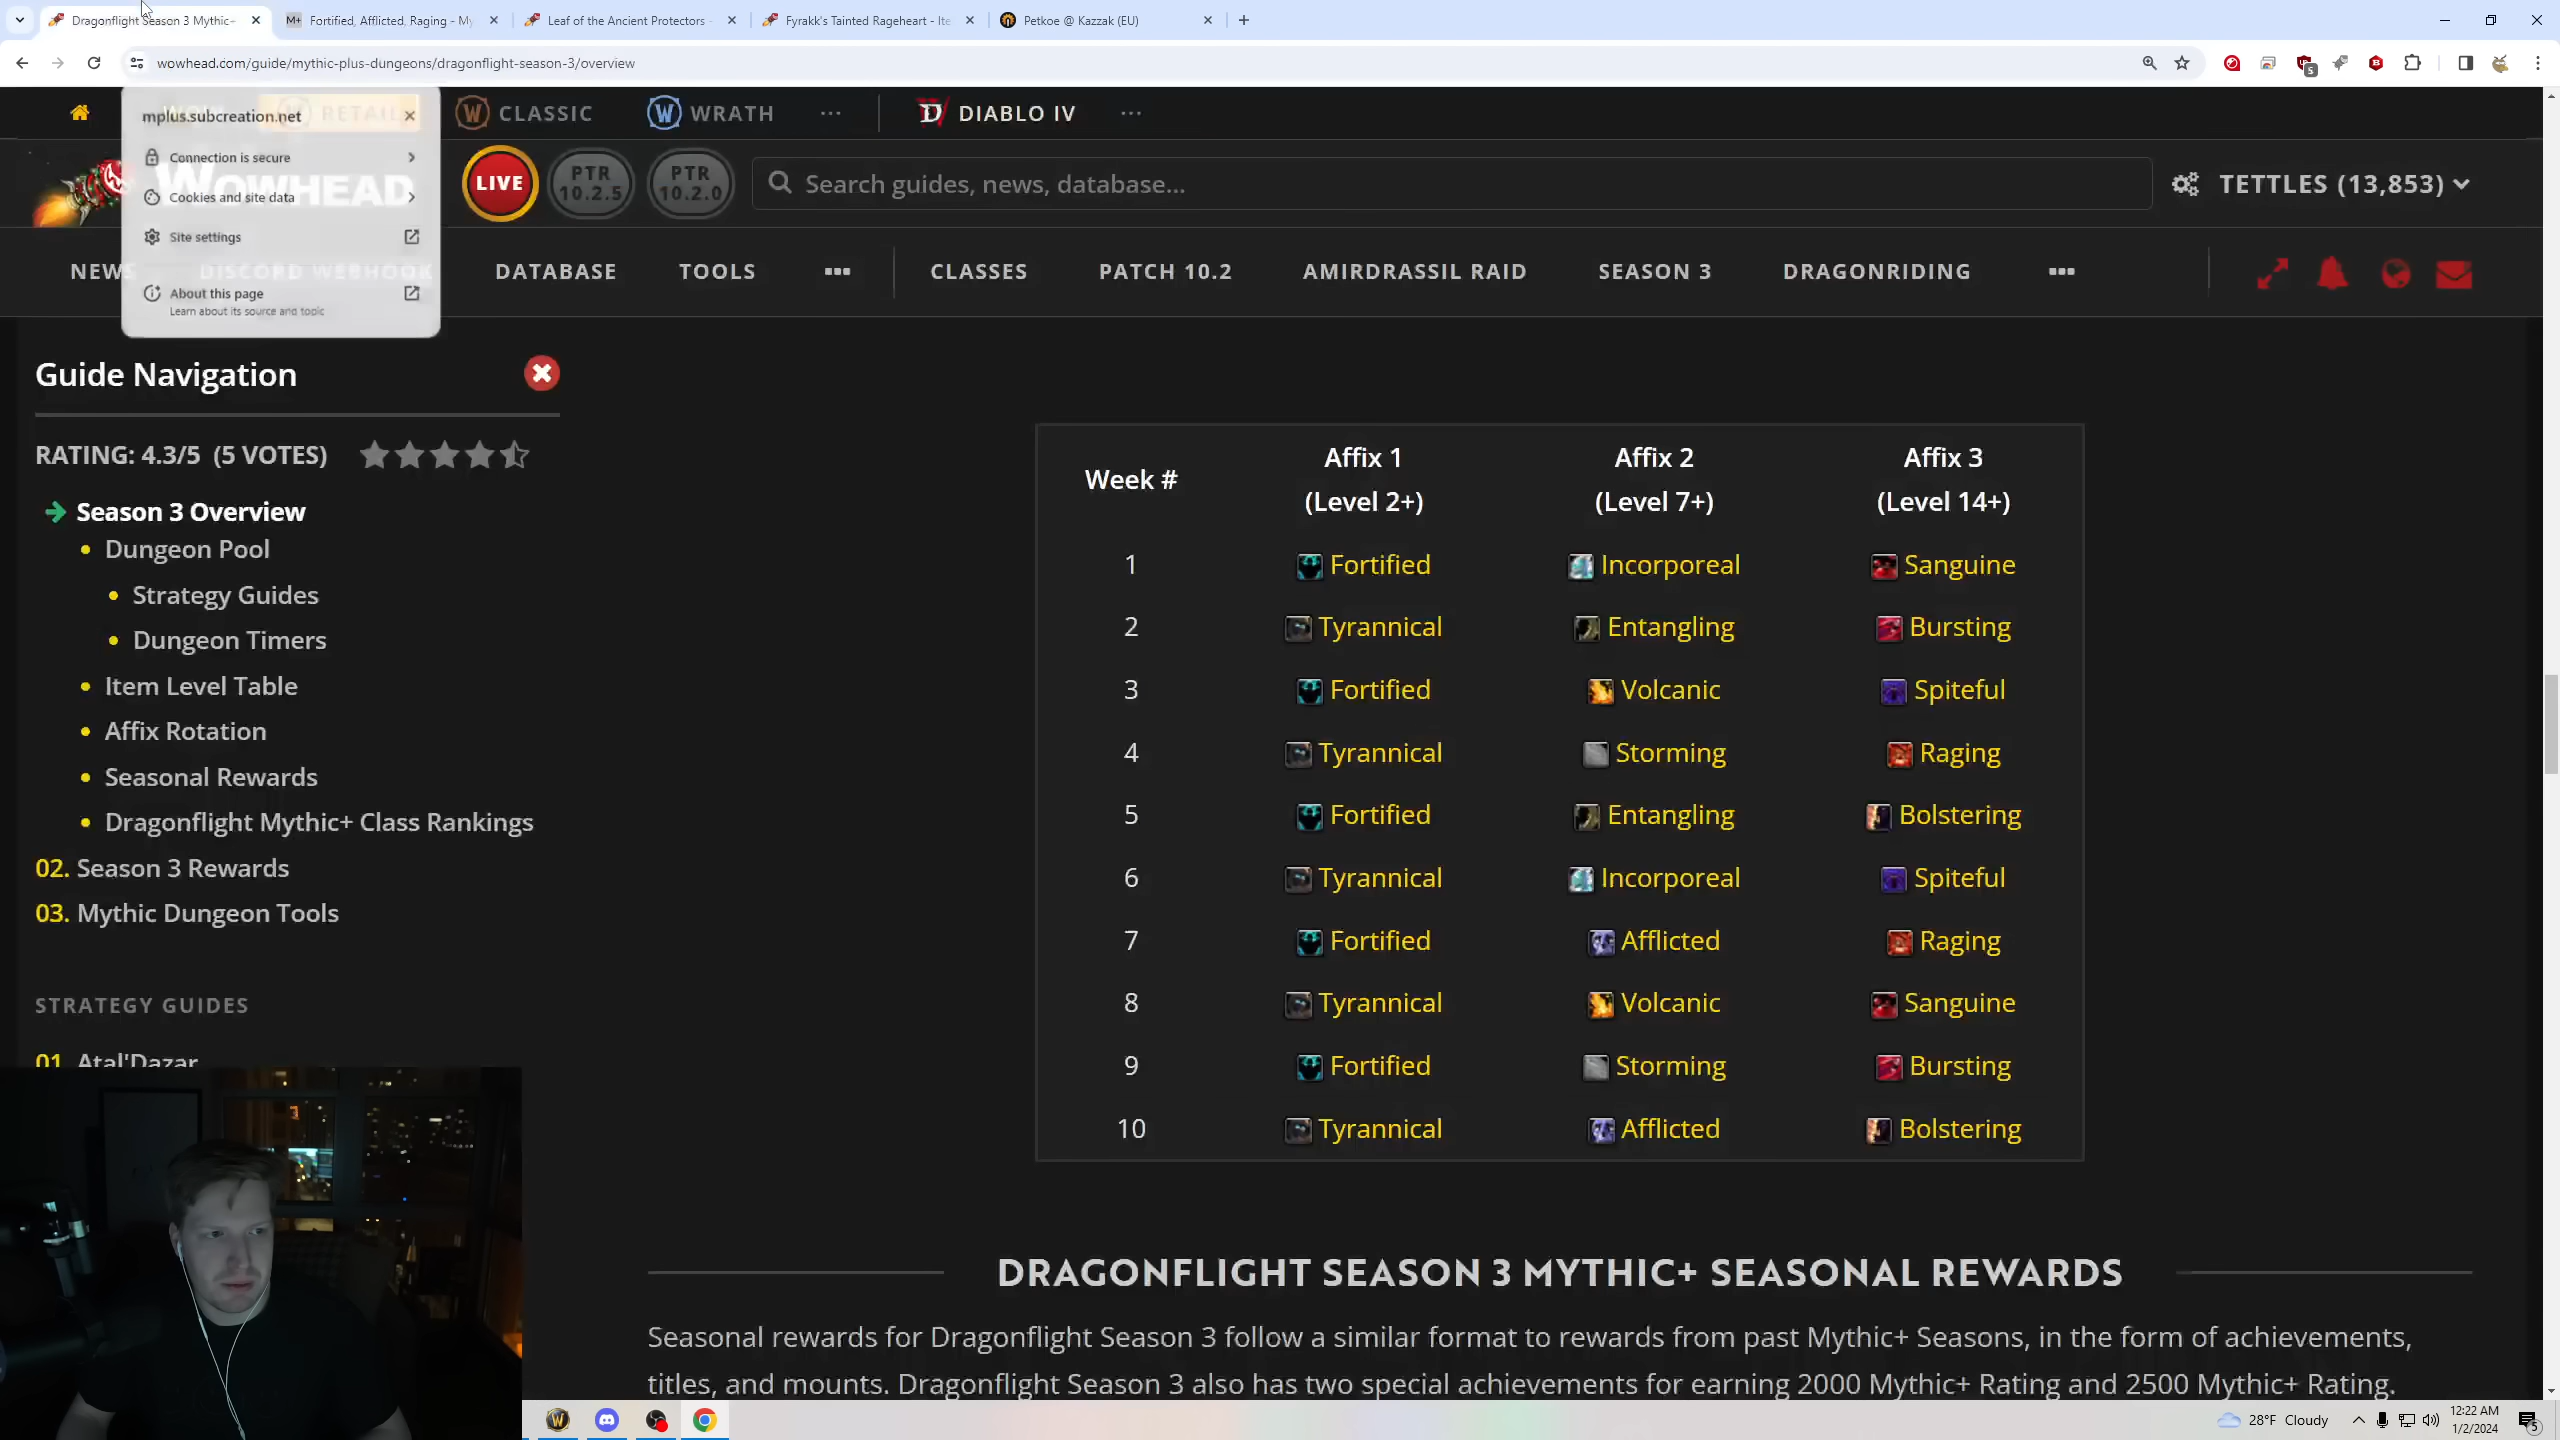 Dragonflight Season 3 Mythic+
Fortified, Afflicted, Raging - My
Leaf of the Ancient Protectors -
Fyrakk's Tainted Rageheart - Ite
Petkoe @ Kazzak (EU)
wowhead.com/guide/mythic-plus-dungeons/dragonflight-season-3/overview
WOW RETAIL CLASSIC WRATH ... DIABLO IV ...
mplus.subcreation.net
Connection is secure
Cookies and site data
Site settings
About this page
Learn about its source and topic
WOWHEAD
LIVE
PTR
10.2.5
PTR
10.2.0
Search guides, news, database...
TETTLES (13,853)
NEWS DISCORD WEBHOOK DATABASE TOOLS ... CLASSES PATCH 10.2 AMIRDRASSIL RAID SEASON 3 DRAGONRIDING ...
Guide Navigation
RATING: 4.3/5 (5 VOTES)
Season 3 Overview
Dungeon Pool
Strategy Guides
Dungeon Timers
Item Level Table
Affix Rotation
Seasonal Rewards
Dragonflight Mythic+ Class Rankings
02. Season 3 Rewards
03. Mythic Dungeon Tools
STRATEGY GUIDES
01 Atal'Dazar
Week # Affix 1 (Level 2+) Affix 2 (Level 7+) Affix 3 (Level 14+)
1 Fortified Incorporeal Sanguine
2 Tyrannical Entangling Bursting
3 Fortified Volcanic Spiteful
4 Tyrannical Storming Raging
5 Fortified Entangling Bolstering
6 Tyrannical Incorporeal Spiteful
7 Fortified Afflicted Raging
8 Tyrannical Volcanic Sanguine
9 Fortified Storming Bursting
10 Tyrannical Afflicted Bolstering
DRAGONFLIGHT SEASON 3 MYTHIC+ SEASONAL REWARDS
Seasonal rewards for Dragonflight Season 3 follow a similar format to rewards from past Mythic+ Seasons, in the form of achievements,
titles, and mounts. Dragonflight Season 3 also has two special achievements for earning 2000 Mythic+ Rating and 2500 Mythic+ Rating.
28°F Cloudy
12:22 AM
1/2/2024
5